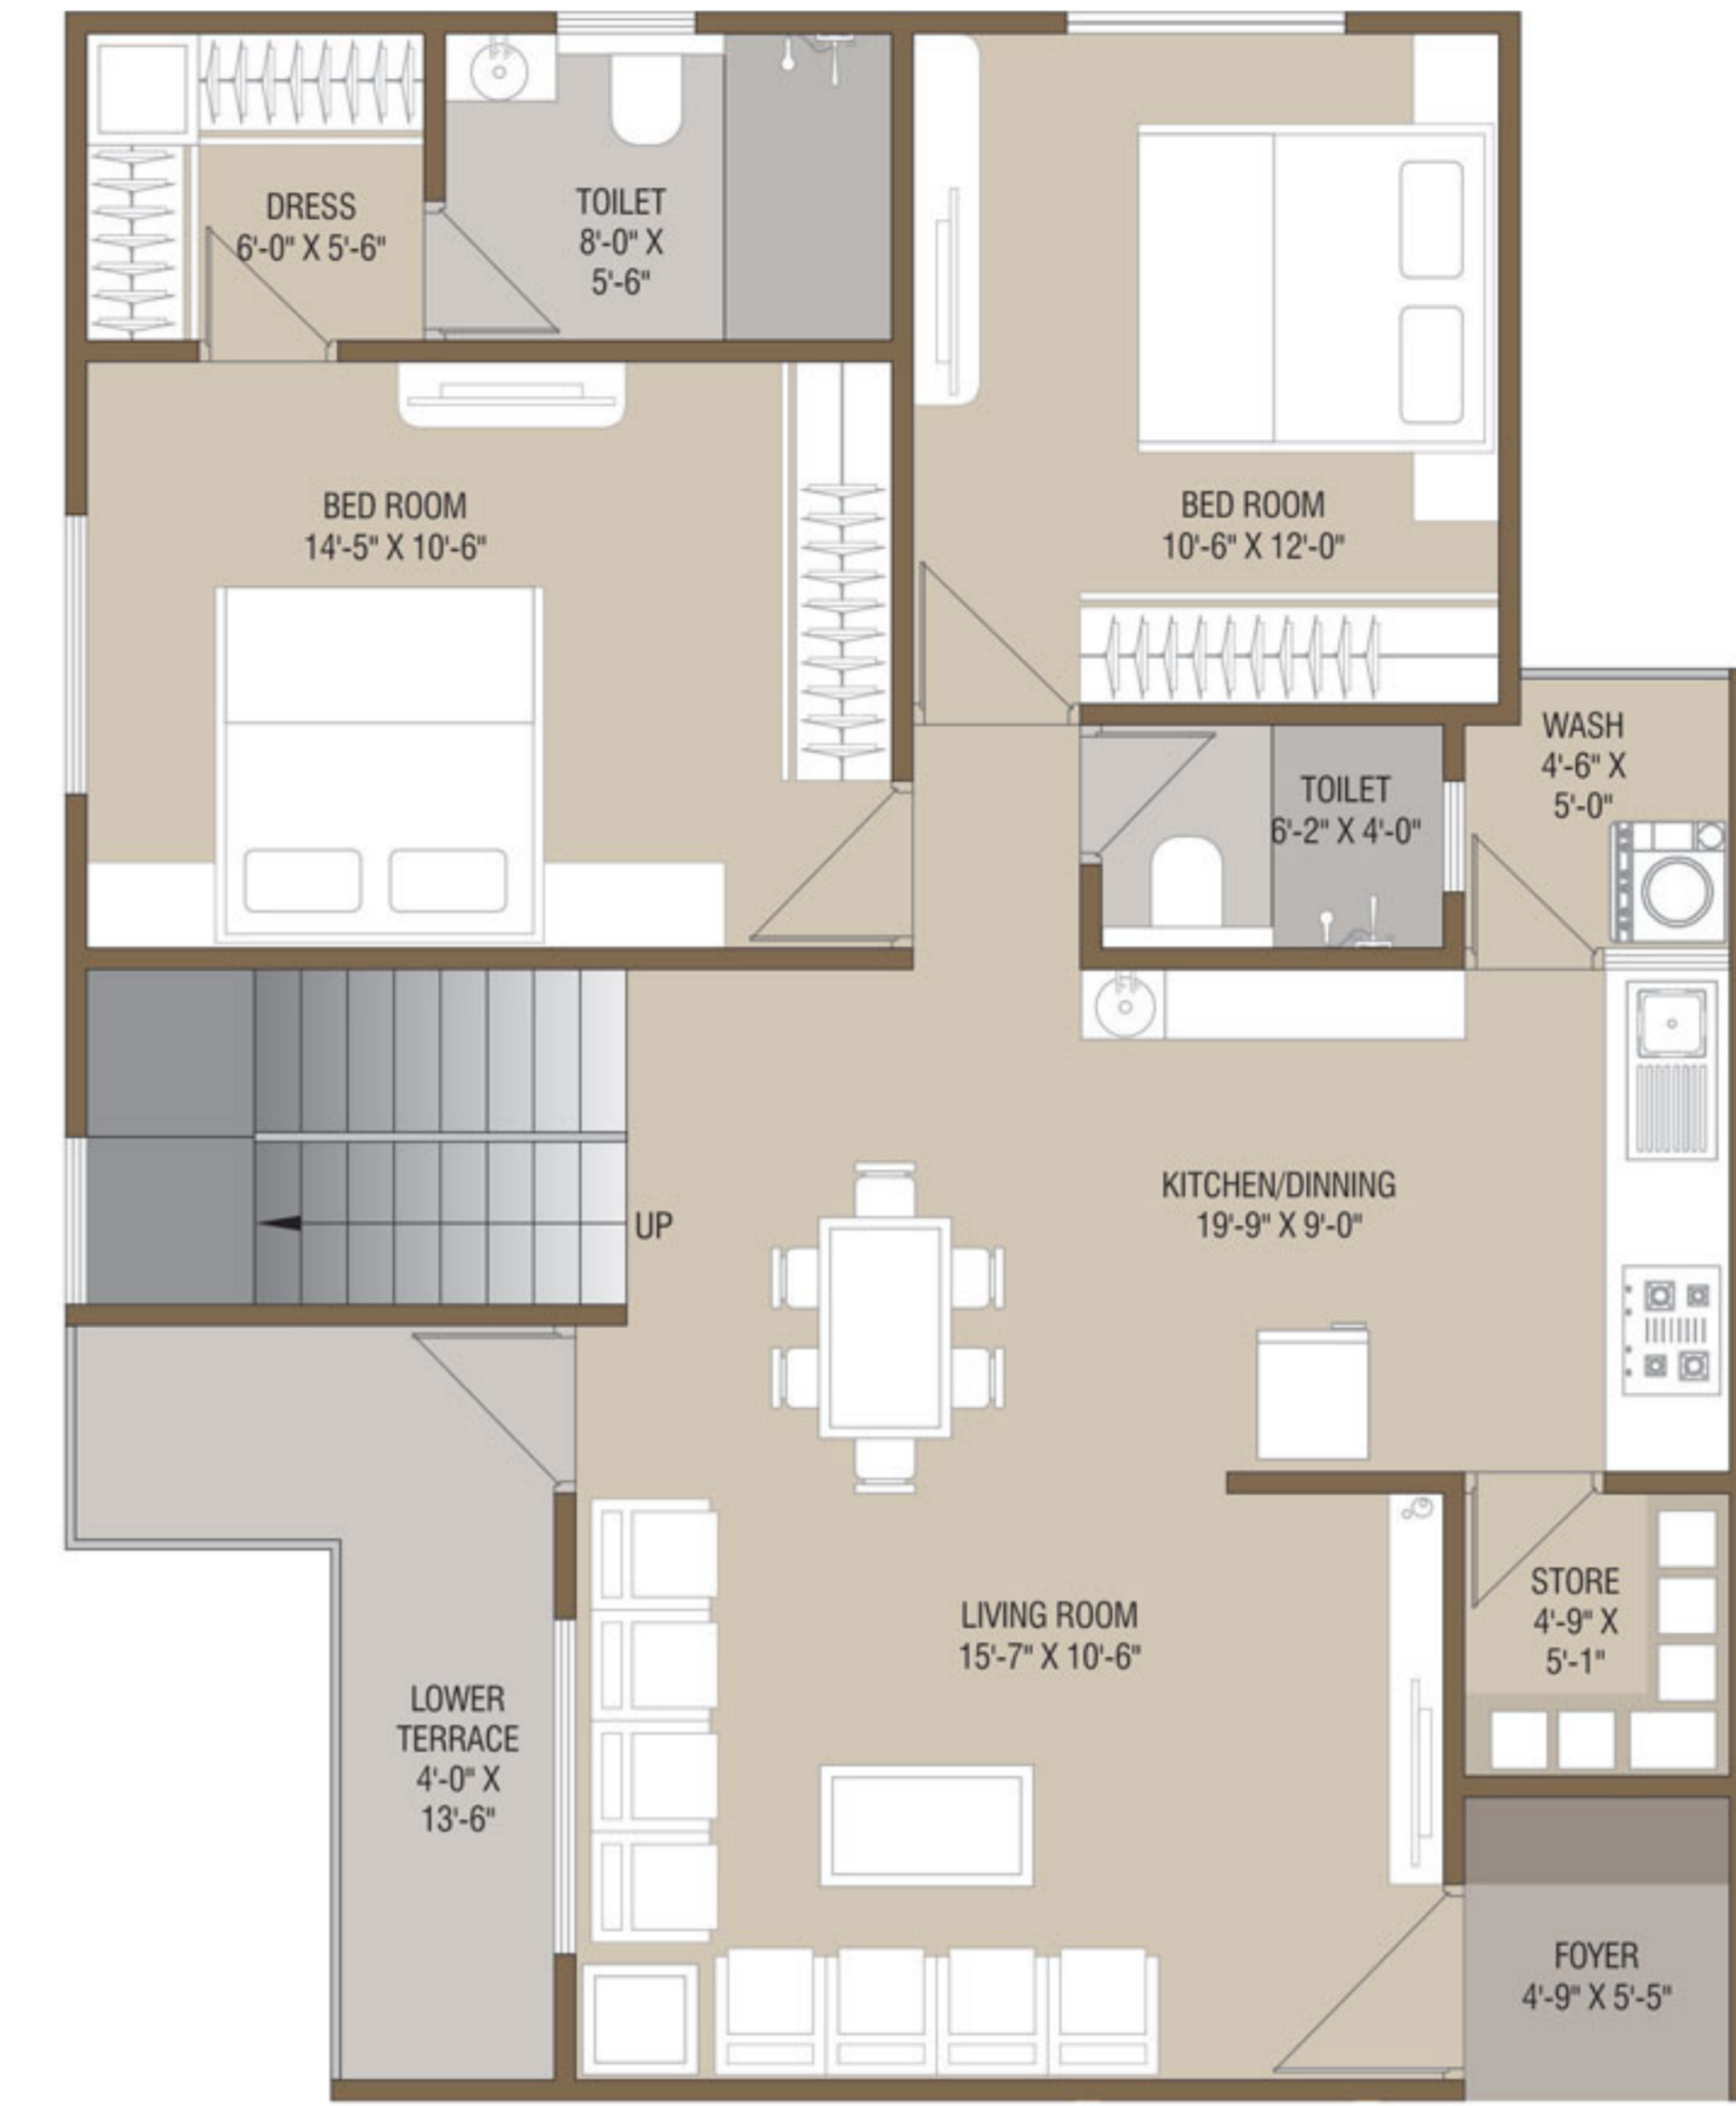 DRESS
6'-0" X 5'-6"
TOILET
8'-0" X
5'-6"
BED ROOM
14'-5" X 10'-6"
BED ROOM
10'-6" X 12'-0"
WASH
4'-6" X
5'-0"
TOILET
6'-2" X 4'-0"
UP
KITCHEN/DINNING
19'-9" X 9'-0"
LIVING ROOM
15'-7" X 10'-6"
STORE
4'-9" X
5'-1"
LOWER
TERRACE
4'-0" X
13'-6"
FOYER
4'-9" X 5'-5"